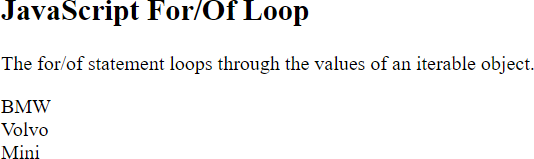 JavaScript For/Of Loop
The for/of statement loops through the values of an iterable object.
BMW
Volvo
Mini